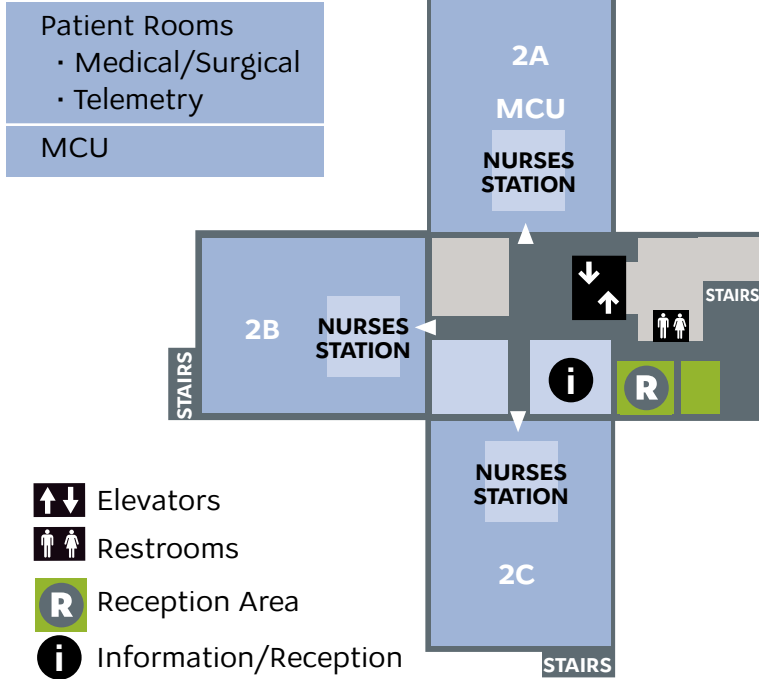 Patient Rooms
· Medical/Surgical
· Telemetry
MCU
2A
MCU
NURSES
STATION
STAIRS
2B
NURSES
STATION
STAIRS
i
R
NURSES
STATION
2C
STAIRS
Elevators
Restrooms
R Reception Area
i Information/Reception